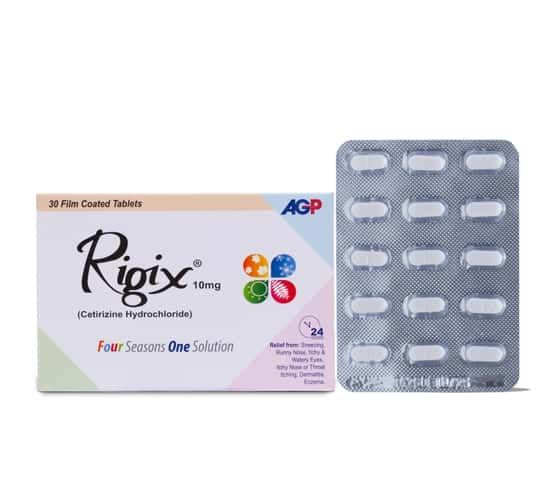 30 Film Coated Tablets
AGP
Rigix®
10mg
(Cetirizine Hydrochloride)
Four Seasons One Solution
24
Relief from: Sneezing,
Runny Nose, Itchy &
Watery Eyes,
Itchy Nose or Throat
Itching, Dermatitis,
Eczema.